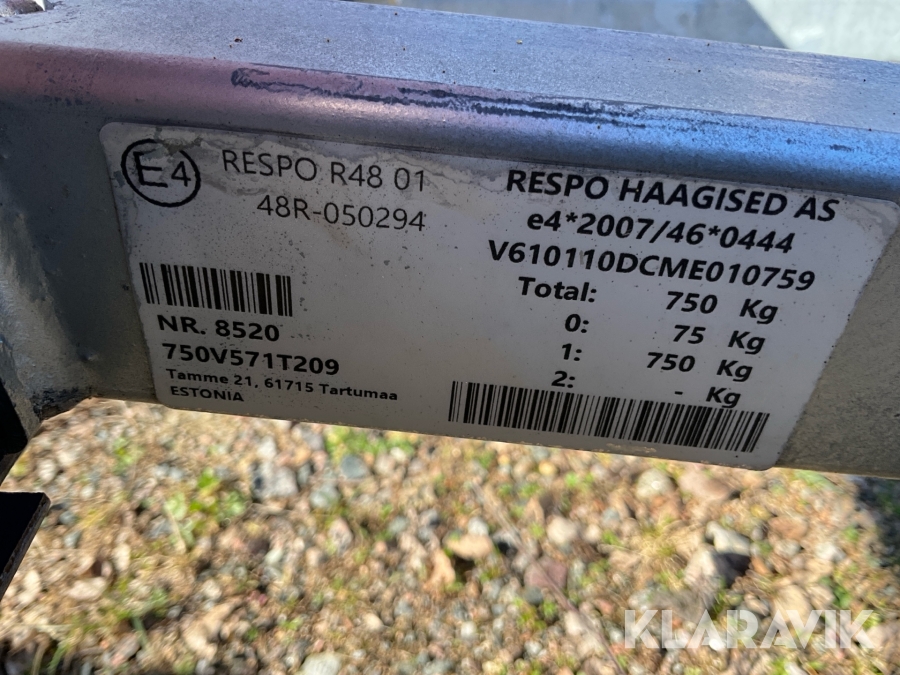 E4
RESPO R48 01
48R-050294
RESPO HAAGISED AS
e4*2007/46*0444
V610110DCME010759
Total: 750 Kg
0: 75 Kg
1: 750 Kg
2: - Kg
NR. 8520
750V571T209
Tamme 21, 61715 Tartumaa
ESTONIA
KLARAVIK